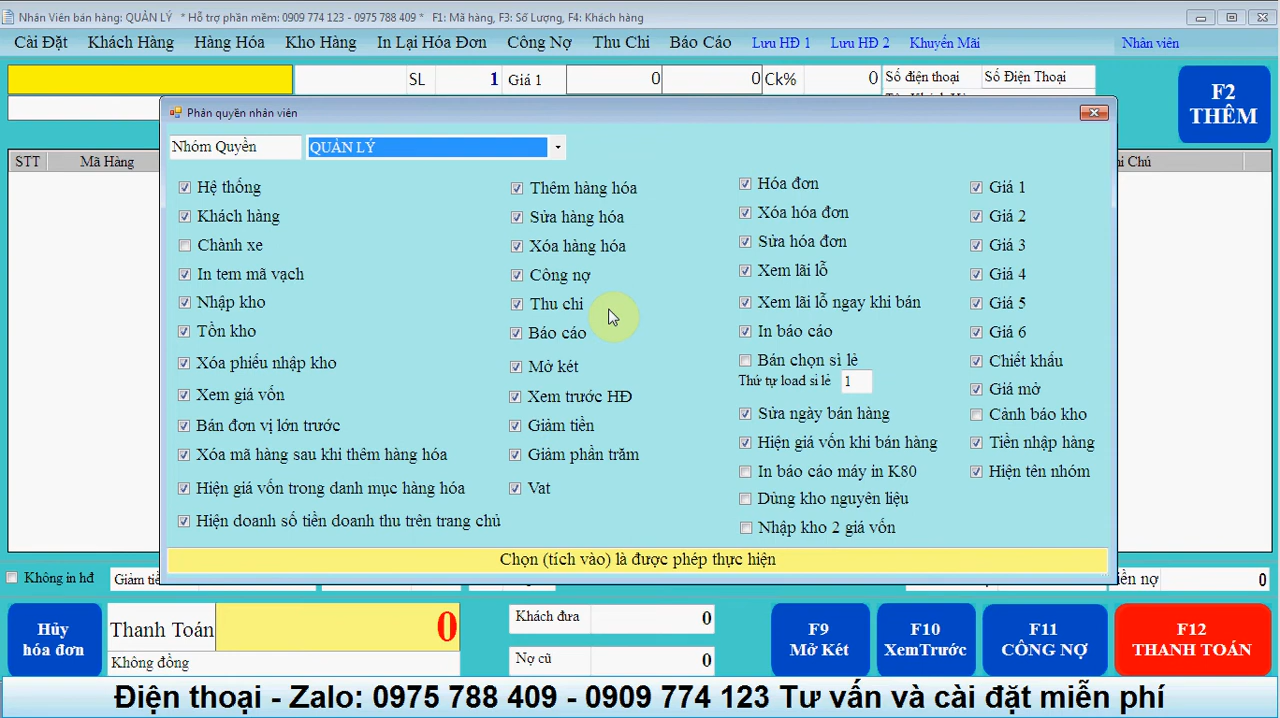 Nhân Viên bán hàng: QUẢN LÝ * Hỗ trợ phần mềm: 0909 774 123 - 0975 788 409 * F1: Mã hàng, F3: Số Lượng, F4: Khách hàng
Cài Đặt Khách Hàng Hàng Hóa Kho Hàng In Lại Hóa Đơn Công Nợ Thu Chi Báo Cáo Lưu HĐ 1 Lưu HĐ 2 Khuyến Mãi Nhân viên
SL 1 Giá 1 0 0 Ck% 0 Số điện thoại Số Điện Thoại
F2
THÊM
Phân quyền nhân viên
Nhóm Quyền QUẢN LÝ
STT Mã Hàng
Hệ thống
Khách hàng
Chành xe
In tem mã vạch
Nhập kho
Tồn kho
Xóa phiếu nhập kho
Xem giá vốn
Bán đơn vị lớn trước
Xóa mã hàng sau khi thêm hàng hóa
Hiện giá vốn trong danh mục hàng hóa
Hiện doanh số tiền doanh thu trên trang chủ
Thêm hàng hóa
Sửa hàng hóa
Xóa hàng hóa
Công nợ
Thu chi
Báo cáo
Mở két
Xem trước HĐ
Giảm tiền
Giảm phần trăm
Vat
Hóa đơn
Xóa hóa đơn
Sửa hóa đơn
Xem lãi lỗ
Xem lãi lỗ ngay khi bán
In báo cáo
Bán chọn sỉ lẻ
Thứ tự load sỉ lẻ 1
Sửa ngày bán hàng
Hiện giá vốn khi bán hàng
In báo cáo máy in K80
Dùng kho nguyên liệu
Nhập kho 2 giá vốn
Giá 1
Giá 2
Giá 3
Giá 4
Giá 5
Giá 6
Chiết khấu
Giá mở
Cảnh báo kho
Tiền nhập hàng
Hiện tên nhóm
Chọn (tích vào) là được phép thực hiện
Không in hđ Giảm nợ 0
Hủy
hóa đơn
Thanh Toán 0
Không đồng
Khách đưa 0
Nợ cũ 0
F9
Mở Két
F10
XemTrước
F11
CÔNG NỢ
F12
THANH TOÁN
Điện thoại - Zalo: 0975 788 409 - 0909 774 123 Tư vấn và cài đặt miễn phí